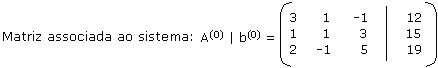 3 1 -1 | 12
Matriz associada ao sistema: A⁽⁰⁾ | b⁽⁰⁾ = 1 1 3 | 15
2 -1 5 | 19